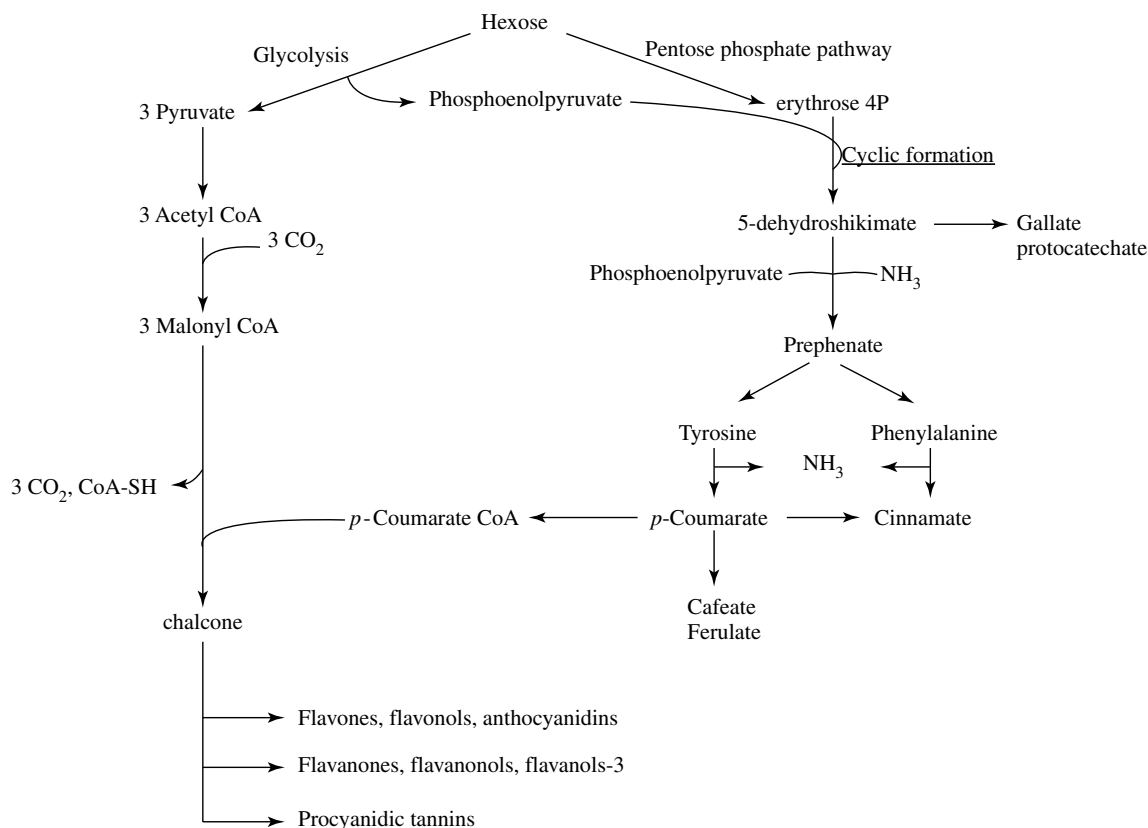 Hexose
Glycolysis
Pentose phosphate pathway
3 Pyruvate
Phosphoenolpyruvate
erythrose 4P
Cyclic formation
3 Acetyl CoA
3 CO2
5-dehydroshikimate
Gallate
protocatechate
Phosphoenolpyruvate
NH3
3 Malonyl CoA
Prephenate
Tyrosine
Phenylalanine
NH3
3 CO2, CoA-SH
p-Coumarate CoA
p-Coumarate
Cinnamate
Cafeate
Ferulate
chalcone
Flavones, flavonols, anthocyanidins
Flavanones, flavanonols, flavanols-3
Procyanidic tannins